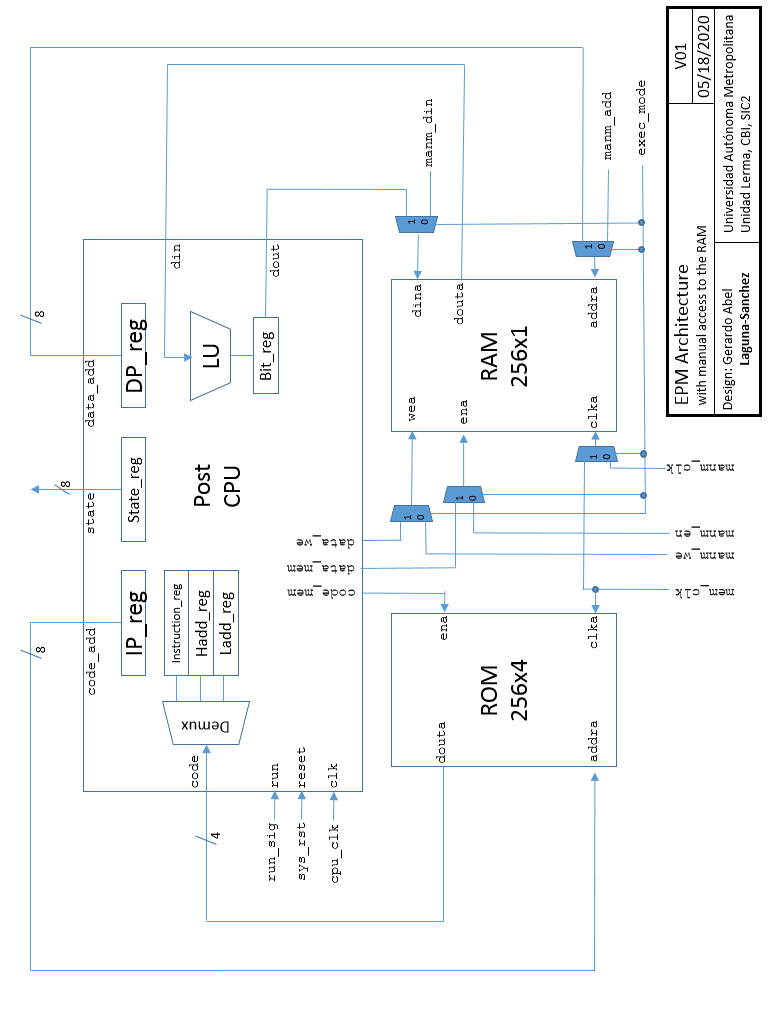 8
8
8
4
data_add
DP_reg
din
LU
dout
Bit_reg
state
State_reg
Post
CPU
code_add
IP_reg
Instruction_reg
Hadd_reg
Ladd_reg
Demux
code
run
reset
clk
run_sig
sys_rst
cpu_clk
data_we
data_mem
code_mem
manm_din
manm_add
exec_mode
1
0
1
0
1
0
1
0
1
0
dina
douta
addra
RAM
256x1
wea
ena
clka
manm_clk
manm_en
manm_we
mem_clk
ena
clka
ROM
256x4
douta
addra
EPM Architecture
with manual access to the RAM
V01
05/18/2020
Design: Gerardo Abel
Laguna-Sanchez
Universidad Autónoma Metropolitana
Unidad Lerma, CBI, SIC2